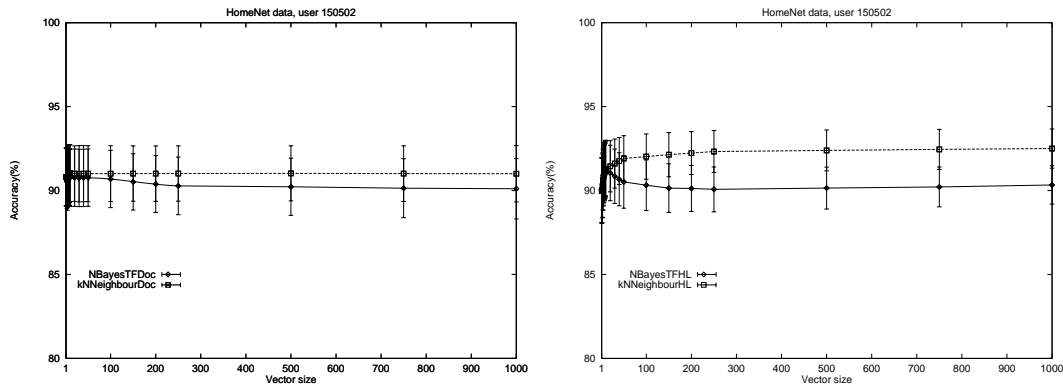 HomeNet data, user 150502
100
95
90
85
80
Accuracy(%)
NBayesTFDoc
kNNeighbourDoc
1 100 200 300 400 500 600 700 800 900 1000
Vector size
HomeNet data, user 150502
100
95
90
85
80
Accuracy(%)
NBayesTFHL
kNNeighbourHL
1 100 200 300 400 500 600 700 800 900 1000
Vector size